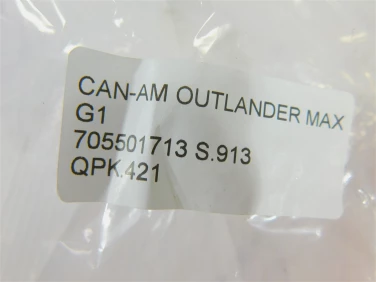 CAN-AM OUTLANDER MAX
G1
705501713 S.913
QPK.421